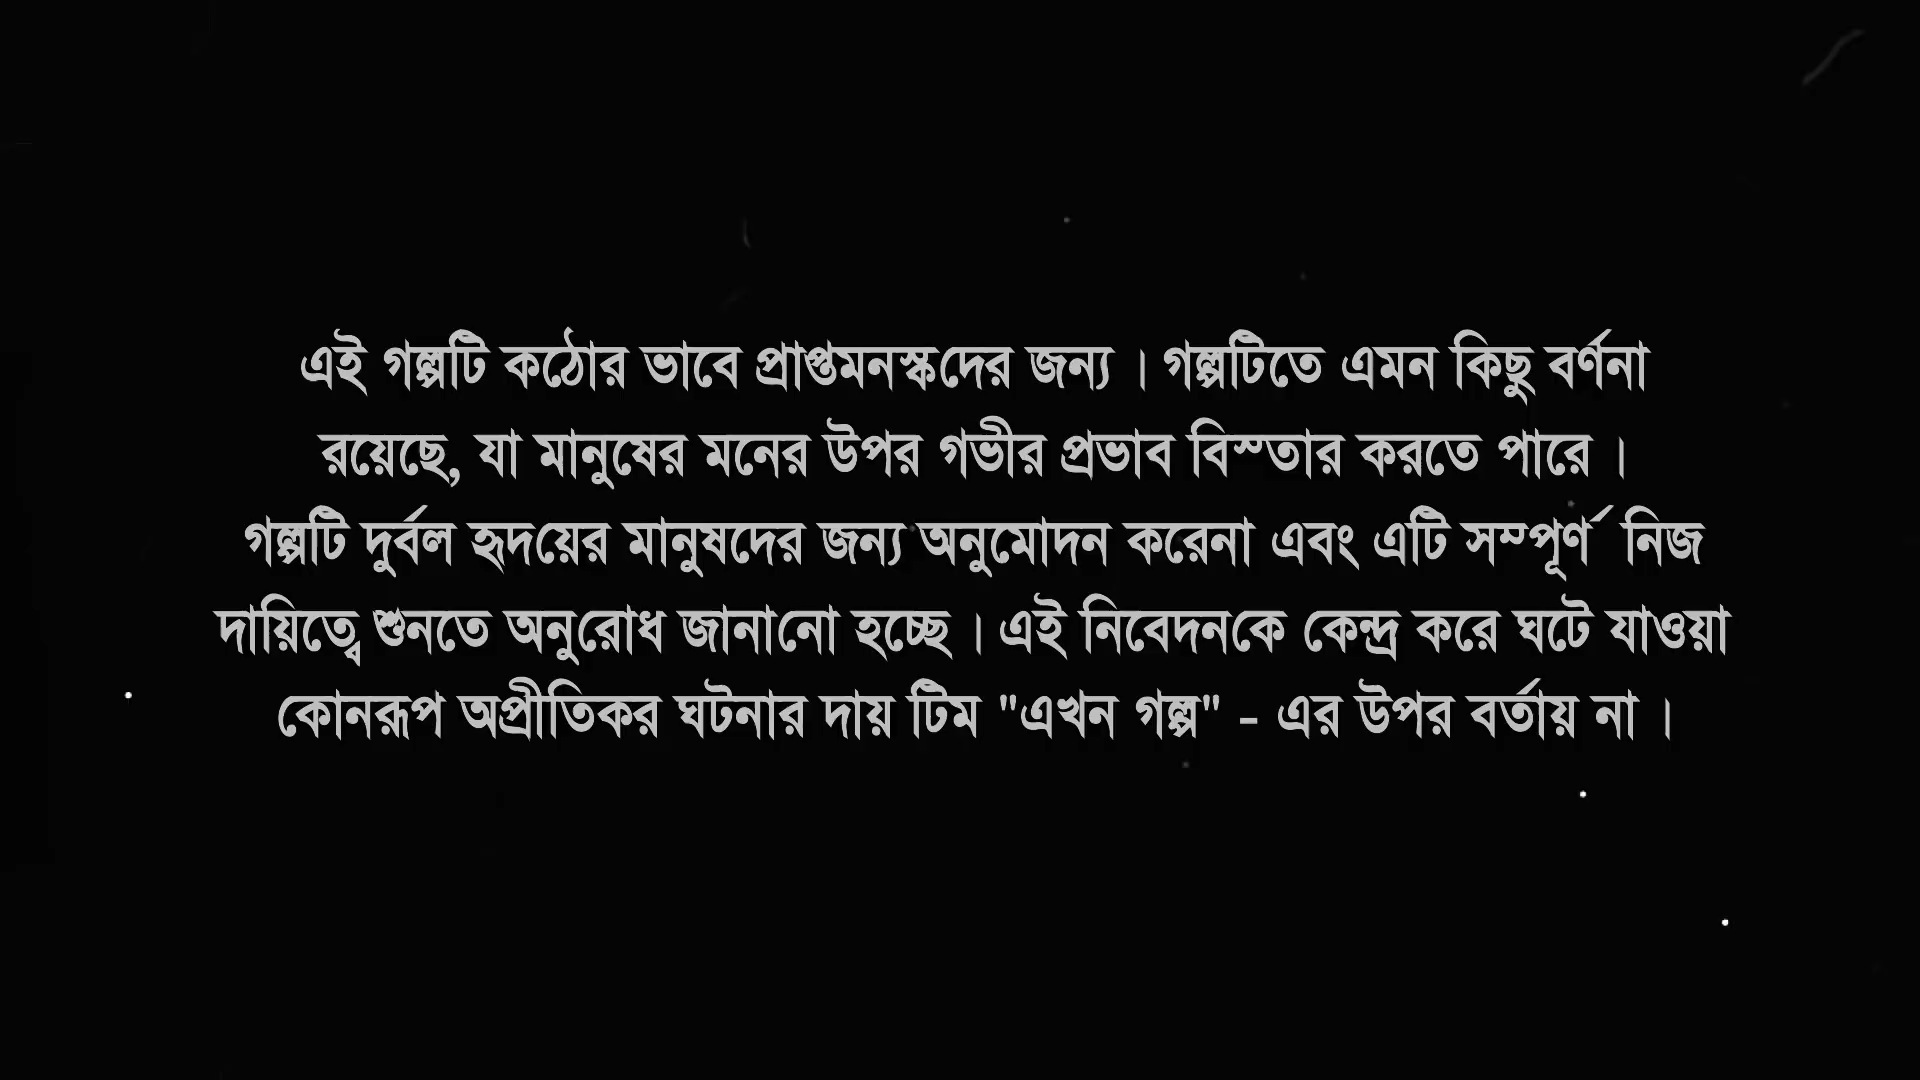 এই গল্পটি কঠোর ভাবে প্রাপ্তমনস্কদের জন্য । গল্পটিতে এমন কিছু বর্ণনা
রয়েছে, যা মানুষের মনের উপর গভীর প্রভাব বিস্তার করতে পারে ।
গল্পটি দুর্বল হৃদয়ের মানুষদের জন্য অনুমোদন করেনা এবং এটি সম্পূর্ণ নিজ
দায়িত্বে শুনতে অনুরোধ জানানো হচ্ছে । এই নিবেদনকে কেন্দ্র করে ঘটে যাওয়া
কোনরূপ অপ্রীতিকর ঘটনার দায় টিম "এখন গল্প" - এর উপর বর্তায় না ।